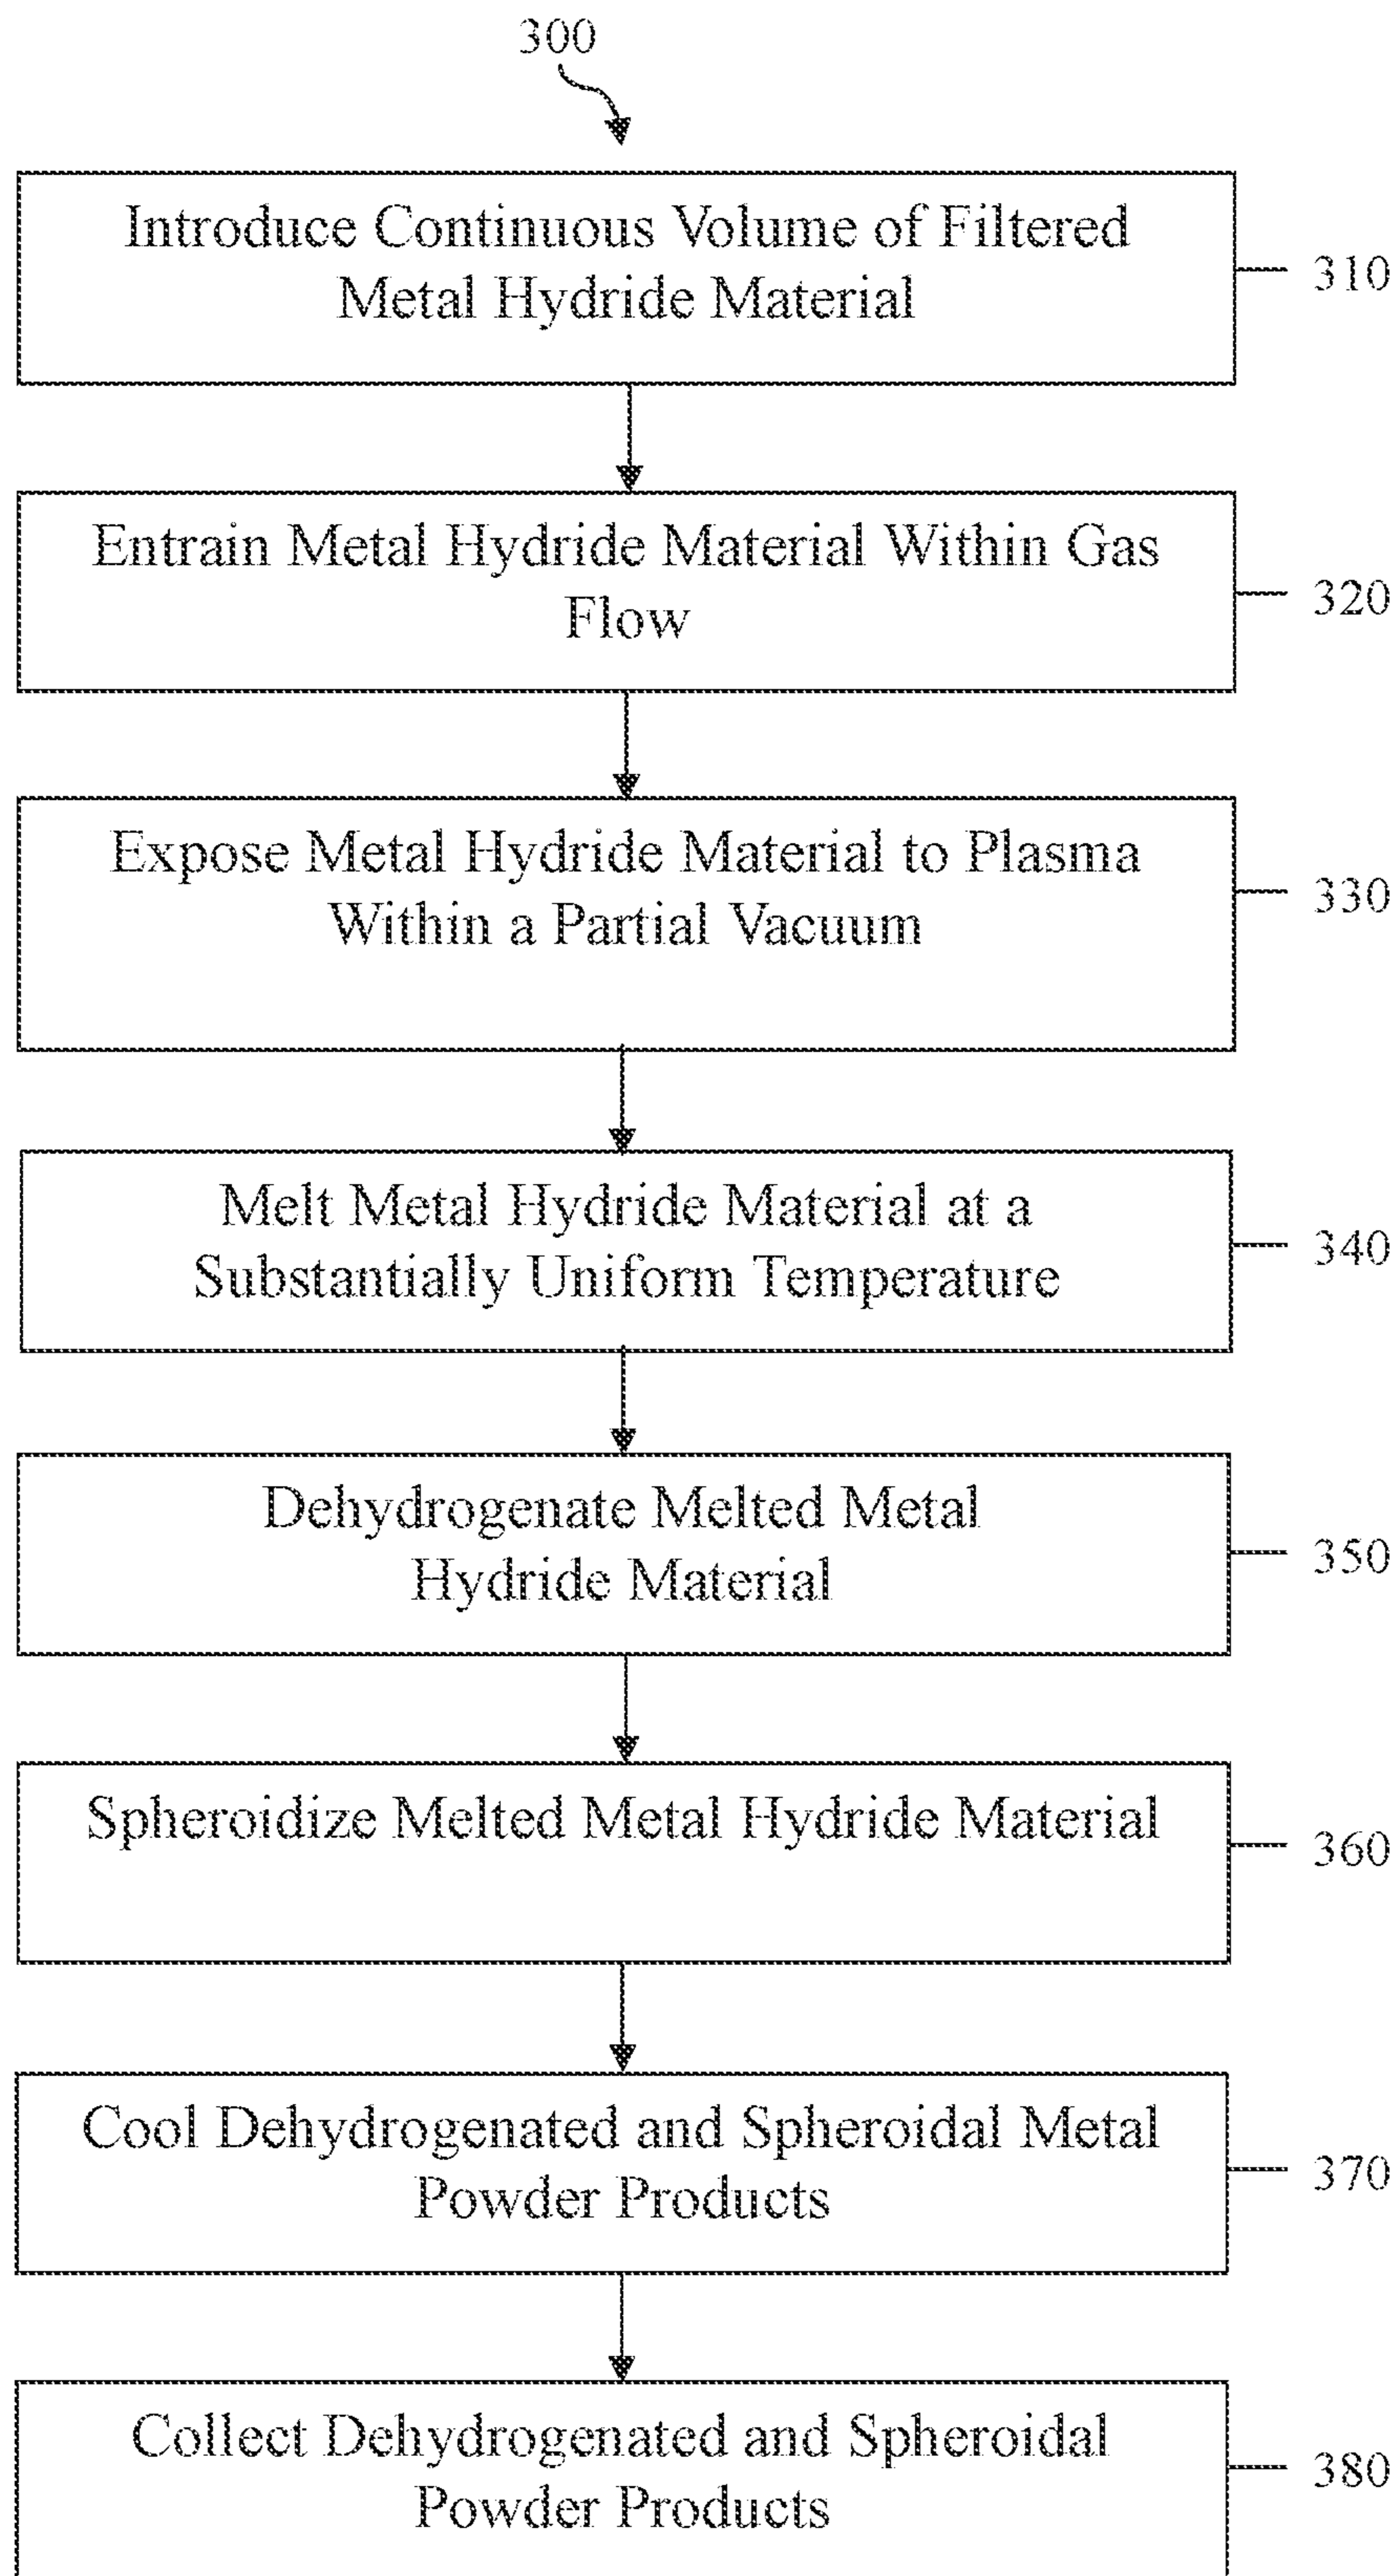 300
Introduce Continuous Volume of Filtered
Metal Hydride Material
310
Entrain Metal Hydride Material Within Gas
Flow
320
Expose Metal Hydride Material to Plasma
Within a Partial Vacuum
330
Melt Metal Hydride Material at a
Substantially Uniform Temperature
340
Dehydrogenate Melted Metal
Hydride Material
350
Spheroidize Melted Metal Hydride Material
360
Cool Dehydrogenated and Spheroidal Metal
Powder Products
370
Collect Dehydrogenated and Spheroidal
Powder Products
380